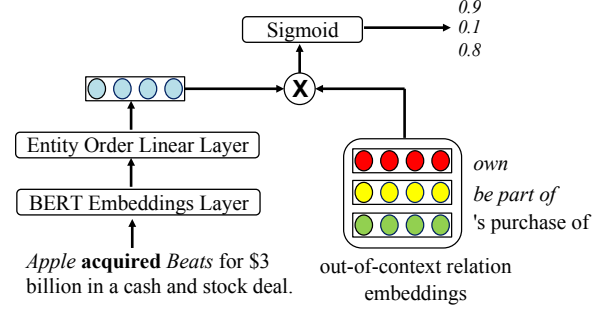 0.9
Sigmoid
0.1
0.8
X
Entity Order Linear Layer
own
BERT Embeddings Layer
be part of
's purchase of
Apple acquired Beats for $3
billion in a cash and stock deal.
out-of-context relation
embeddings